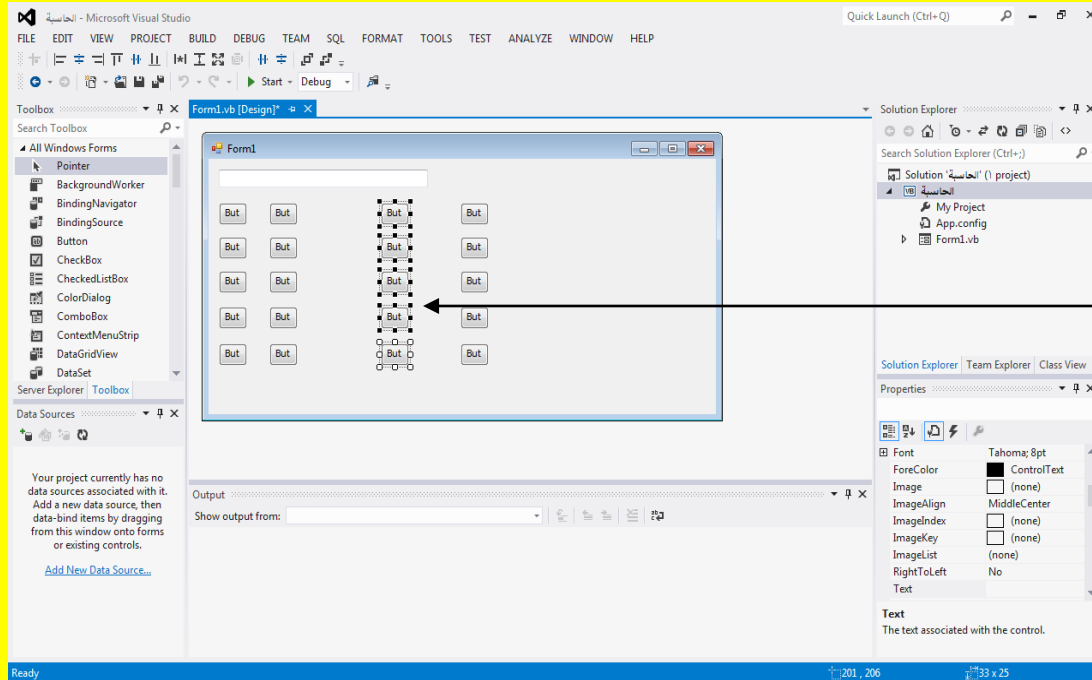 الحاسبة - Microsoft Visual Studio
Quick Launch (Ctrl+Q)
FILE EDIT VIEW PROJECT BUILD DEBUG TEAM SQL FORMAT TOOLS TEST ANALYZE WINDOW HELP
Start Debug
Toolbox
Search Toolbox
All Windows Forms
Pointer
BackgroundWorker
BindingNavigator
BindingSource
Button
CheckBox
CheckedListBox
ColorDialog
ComboBox
ContextMenuStrip
DataGridView
DataSet
Server Explorer Toolbox
Data Sources
Your project currently has no
data sources associated with it.
Add a new data source, then
data-bind items by dragging
from this window onto forms
or existing controls.
Add New Data Source...
Form1.vb [Design]*
Form1
But But But But
But But But But
But But But But
But But But But
But But But But
Output
Show output from:
Solution Explorer
Search Solution Explorer (Ctrl+;)
Solution 'الحاسبة' (١ project)
VB الحاسبة
My Project
App.config
Form1.vb
Solution Explorer Team Explorer Class View
Properties
Font Tahoma; 8pt
ForeColor ControlText
Image (none)
ImageAlign MiddleCenter
ImageIndex (none)
ImageKey (none)
ImageList (none)
RightToLeft No
Text
Text
The text associated with the control.
Ready 201 , 206 33 x 25